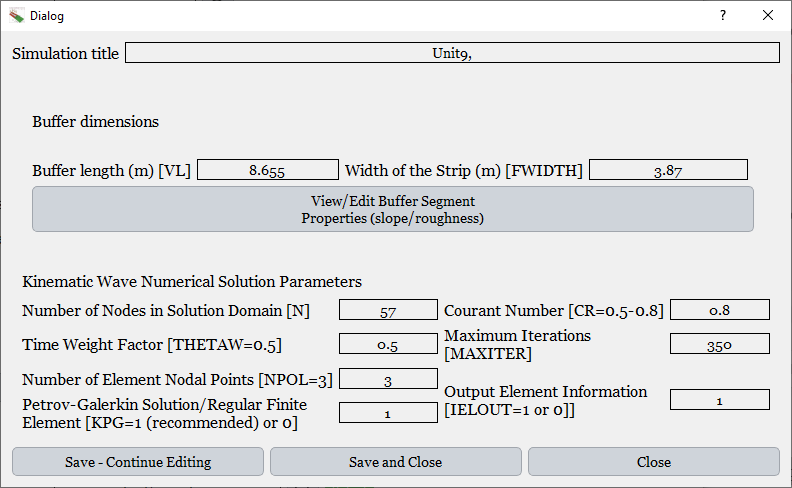 Dialog
?
Simulation title Unit9,
Buffer dimensions
Buffer length (m) [VL] 8.655 Width of the Strip (m) [FWIDTH] 3.87
View/Edit Buffer Segment
Properties (slope/roughness)
Kinematic Wave Numerical Solution Parameters
Number of Nodes in Solution Domain [N] 57 Courant Number [CR=0.5-0.8] 0.8
Time Weight Factor [THETAW=0.5] 0.5 Maximum Iterations
[MAXITER] 350
Number of Element Nodal Points [NPOL=3] 3
Petrov-Galerkin Solution/Regular Finite
Element [KPG=1 (recommended) or 0] 1
Output Element Information
[IELOUT=1 or 0]] 1
Save - Continue Editing Save and Close Close